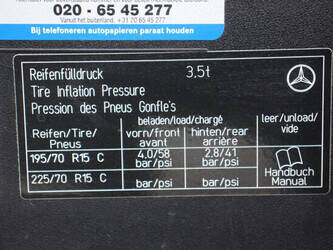 020 - 65 45 277
Vanuit het buitenland: +31 20 65 45 277
Bij telefoneren autopapieren paraat houden
Reifenfülldruck 3,5t
Tire Inflation Pressure
Pression des Pneus Gonfle's
Reifen/Tire/
Pneus
beladen/load/chargé
vorn/front/
avant
hinten/rear
arrière
leer/unload/
vide
195/70 R15 C 4,0/58
bar/psi
2,8/41
bar/psi
225/70 R15 C bar/psi bar/psi
Handbuch
Manual